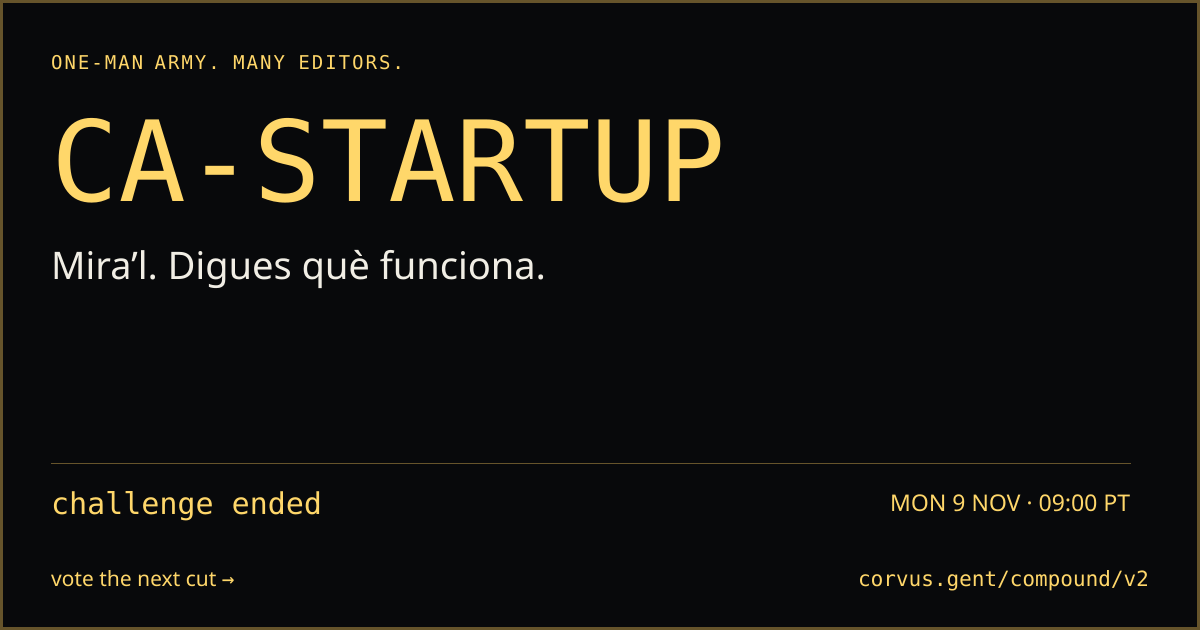 ONE-MAN ARMY. MANY EDITORS.
CA-STARTUP
Mira’l. Digues què funciona.
challenge ended
MON 9 NOV · 09:00 PT
vote the next cut →
corvus.gent/compound/v2